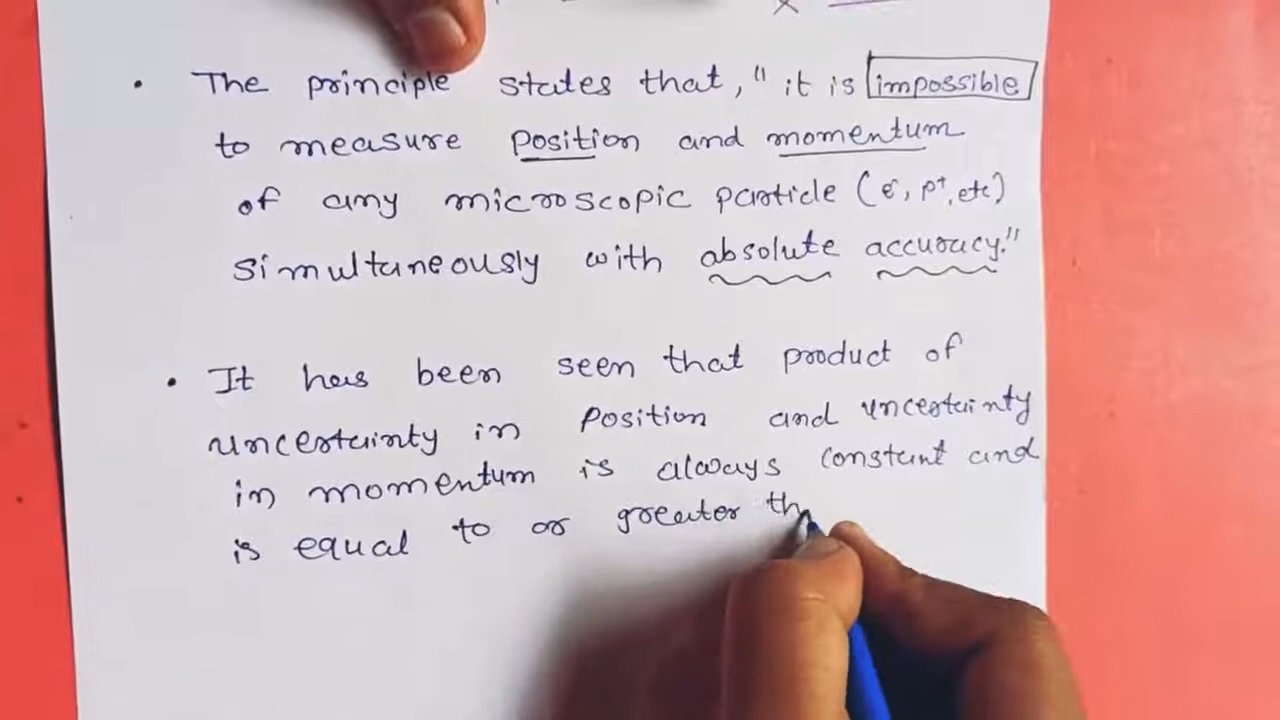 • The principle states that, " it is impossible
to measure position and momentum
of any microscopic particle (e⁻, p⁺, etc)
simultaneously with absolute accuracy."
• It has been seen that product of
uncertainty in position and uncertainty
in momentum is always constant and
is equal to or greater th